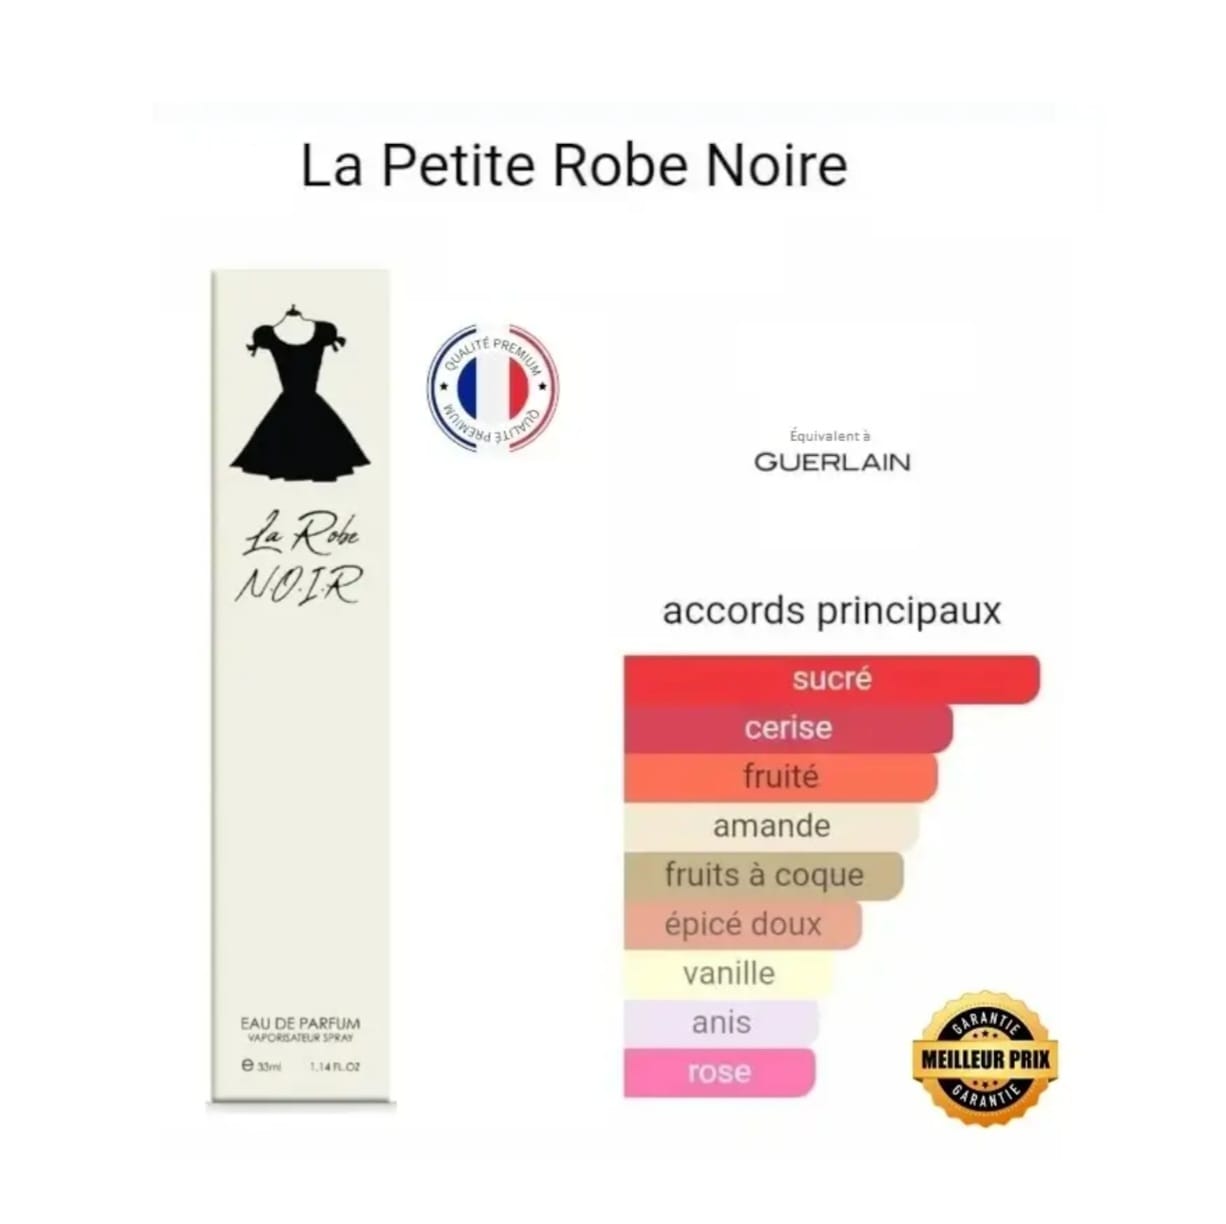 La Petite Robe Noire
QUALITÉ PREMIUM
QUALITÉ PREMIUM
Équivalent à
GUERLAIN
La Robe
N.O.I.R
accords principaux
sucré
cerise
fruité
amande
fruits à coque
épicé doux
vanille
anis
rose
EAU DE PARFUM
VAPORISATEUR SPRAY
e 33ml 1.14 FL.OZ
GARANTIE
MEILLEUR PRIX
GARANTIE